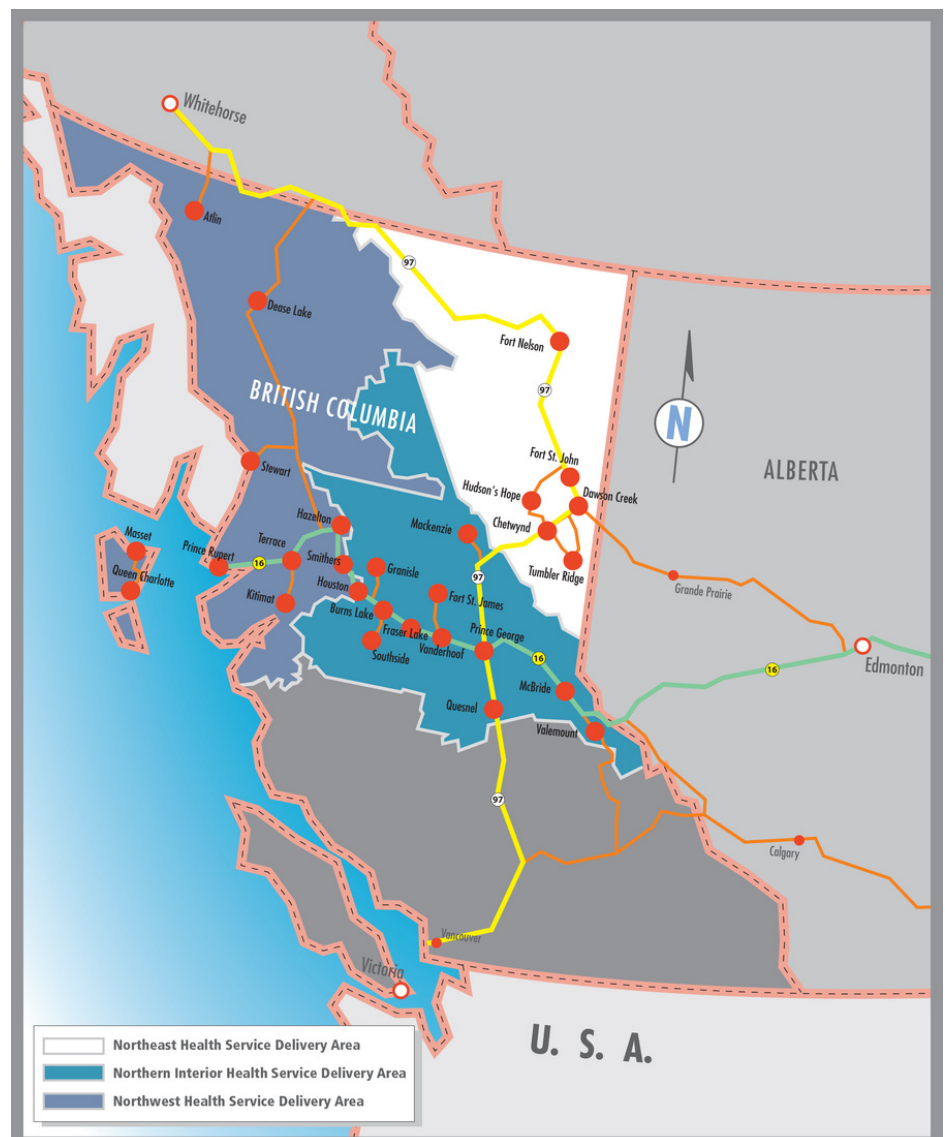 Whitehorse
Atlin
97
Dease Lake
Fort Nelson
97
BRITISH COLUMBIA
N
ALBERTA
Stewart
Fort St. John
Hudson's Hope
Dawson Creek
Hazelton
Mackenzie
Chetwynd
Masset
Prince Rupert
16
Terrace
Smithers
Granisle
97
Tumbler Ridge
Queen Charlotte
Kitimat
Houston
Fort St. James
Grande Prairie
Burns Lake
Fraser Lake
Vanderhoof
Prince George
Southside
16
16
Edmonton
McBride
Quesnel
Valemount
97
Calgary
Vancouver
Victoria
U. S. A.
Northeast Health Service Delivery Area
Northern Interior Health Service Delivery Area
Northwest Health Service Delivery Area